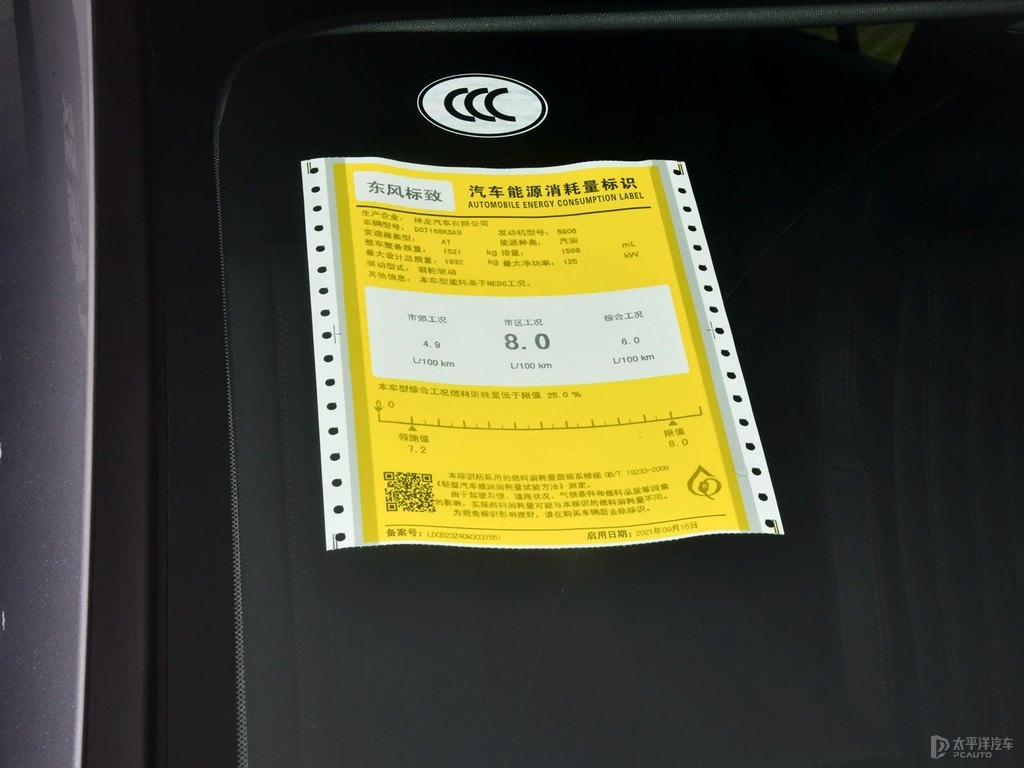 CCC
东风标致
汽车能源消耗量标识
AUTOMOBILE ENERGY CONSUMPTION LABEL
生产企业: 神龙汽车有限公司
车辆型号: DC7168KSAB 发动机型号: 5G06
变速器类型: AT 能源种类: 汽油
整车整备质量: 1521 kg 排量: 1598 mL
最大设计总质量: 1932 kg 最大净功率: 125 kW
驱动型式: 前轮驱动
其他信息: 本车型能耗基于NEDC工况。
市郊工况 市区工况 综合工况
4.9 8.0 6.0
L/100 km L/100 km L/100 km
本车型综合工况燃料消耗量低于限值 25.0 %
6.0
领跑值 限值
7.2 8.0
本标识所采用的燃料消耗量数据系根据 GB/T 19233-2008
《轻型汽车燃油消耗量试验方法》测定。
由于驾驶习惯、道路状况、气候条件和燃料品质等因素
的影响，实际燃料消耗量可能与本标识的燃料消耗量不同。
为避免标识影响视野，请在购买车辆后去除标识。
备案号: 启用日期: 2021年09月16日
太平洋汽车
PCAUTO